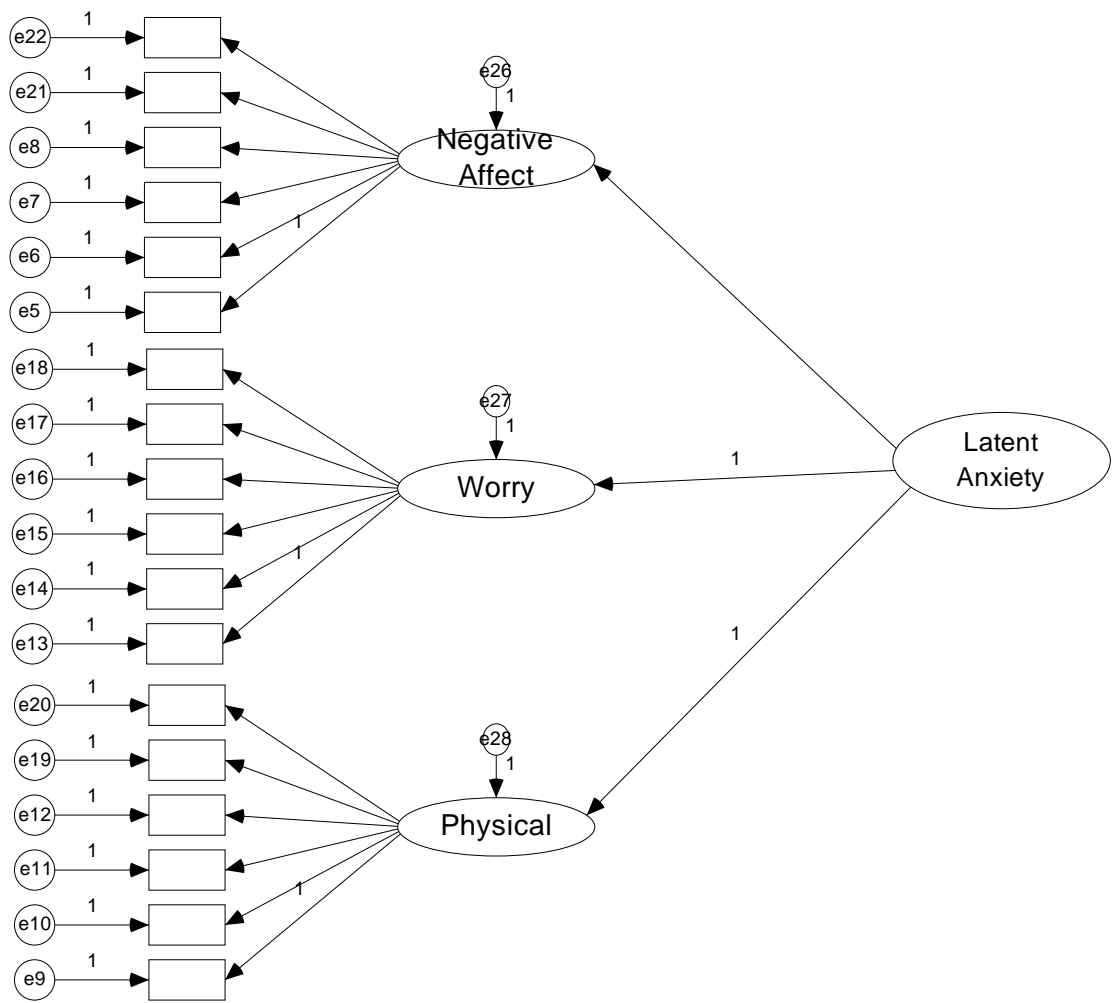 e22 1
e21 1
e8 1
e7 1
e6 1
e5 1
1
e26
1
Negative
Affect
e18 1
e17 1
e16 1
e15 1
e14 1
e13 1
1
e27
1
Worry
1
Latent
Anxiety
1
e20 1
e19 1
e12 1
e11 1
e10 1
e9 1
1
e28
1
Physical